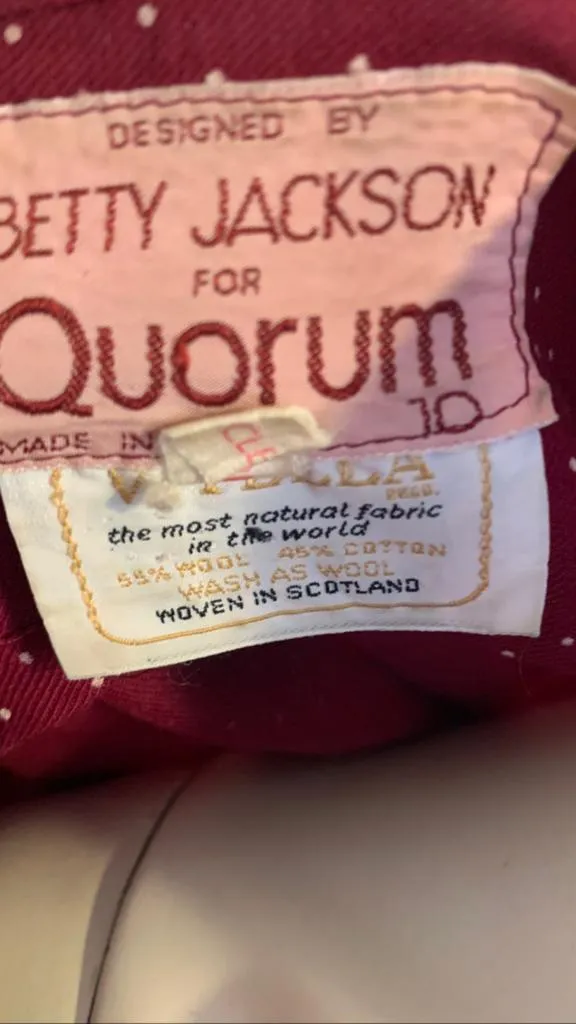 DESIGNED BY
BETTY JACKSON
FOR
Quorum
10
MADE IN
the most natural fabric
in the world
55% WOOL 45% COTTON
WASH AS WOOL
WOVEN IN SCOTLAND